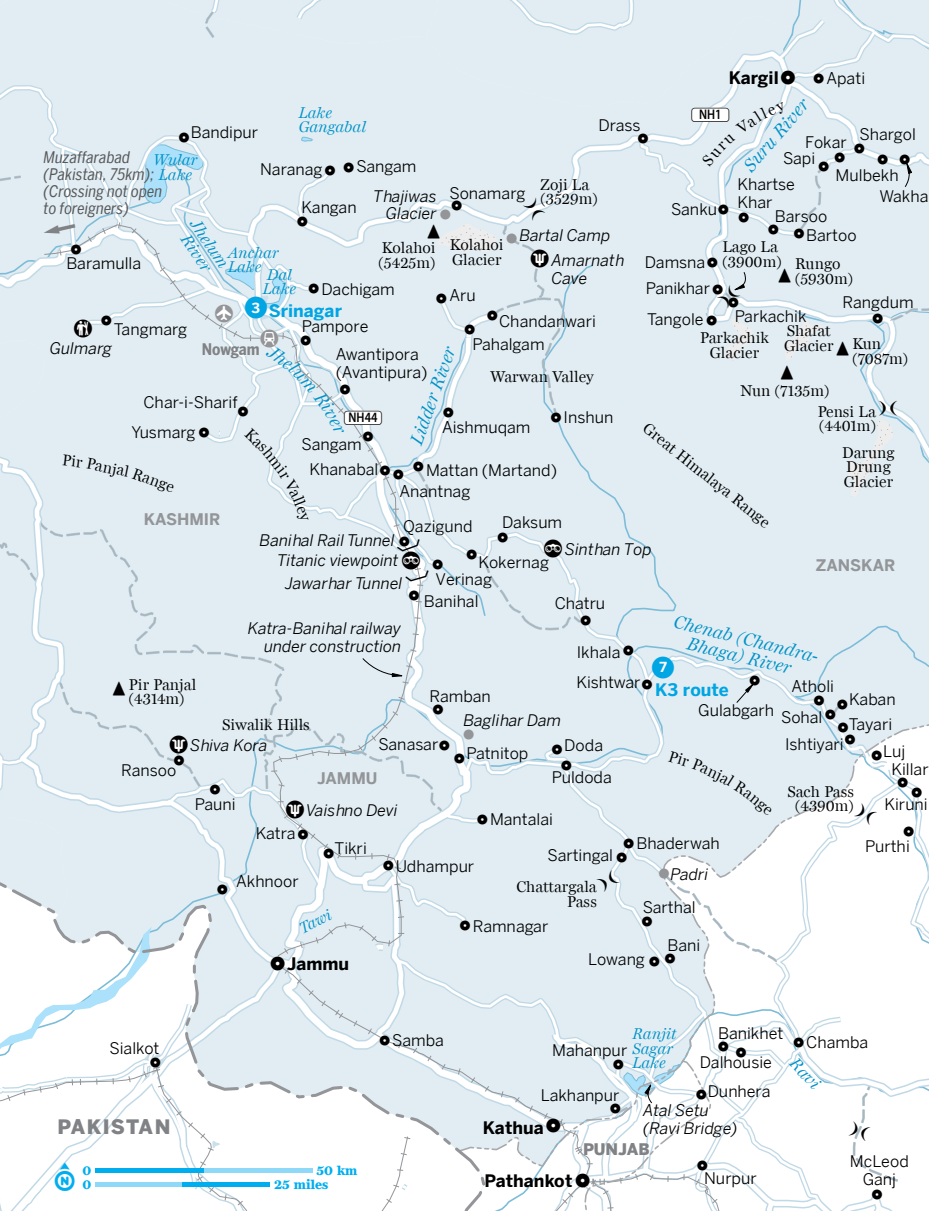 Kargil
Apati
NH1
Suru Valley
Suru River
Lake
Gangabal
Drass
Bandipur
Shargol
Fokar
Sapi
Mulbekh
Wakha
Muzaffarabad
(Pakistan, 75km);
(Crossing not open
to foreigners)
Wular
Lake
Naranag
Sangam
Khartse
Khar
Thajiwas
Glacier
Sonamarg
Zoji La
(3529m)
Kangan
Sanku
Barsoo
Bartoo
Jhelum
River
Kolahoi
(5425m)
Kolahoi
Glacier
Bartal Camp
Baramulla
Anchar
Lake
Dal
Lake
Amarnath
Cave
Damsna
Lago La
(3900m)
Rungo
(5930m)
Dachigam
Aru
Panikhar
Rangdum
3
Srinagar
Chandanwari
Tangole
Parkachik
Parkachik
Glacier
Shafat
Glacier
Kun
(7087m)
Tangmarg
Gulmarg
Nowgam
Pampore
Pahalgam
Jhelum River
Awantipora
(Avantipura)
Lidder River
Warwan Valley
Nun (7135m)
Char-i-Sharif
NH44
Aishmuqam
Inshun
Pensi La
(4401m)
Yusmarg
Sangam
Kashmir Valley
Great Himalaya Range
Darung
Drung
Glacier
Pir Panjal Range
Khanabal
Mattan (Martand)
Anantnag
KASHMIR
Qazigund
Daksum
Banihal Rail Tunnel
Titanic viewpoint
Sinthan Top
Kokernag
ZANSKAR
Jawarhar Tunnel
Verinag
Banihal
Chatru
Katra-Banihal railway
under construction
Ikhala
Chenab (Chandra-
Bhaga) River
7
K3 route
Kishtwar
Gulabgarh
Pir Panjal
(4314m)
Ramban
Atholi
Kaban
Sohal
Tayari
Ishtiyari
Siwalik Hills
Baglihar Dam
Shiva Kora
Sanasar
Patnitop
Doda
Luj
Ransoo
JAMMU
Puldoda
Pir Panjal Range
Killar
Pauni
Vaishno Devi
Sach Pass
(4390m)
Kiruni
Mantalai
Katra
Purthi
Tikri
Bhaderwah
Sartingal
Udhampur
Padri
Akhnoor
Chattargala
Pass
Sarthal
Tawi
Ramnagar
Bani
Lowang
Jammu
Samba
Ranjit
Sagar
Lake
Banikhet
Chamba
Sialkot
Mahanpur
Dalhousie
Ravi
Lakhanpur
Dunhera
Atal Setu
(Ravi Bridge)
PAKISTAN
Kathua
PUNJAB
McLeod
Ganj
N
0
50 km
0
25 miles
Pathankot
Nurpur